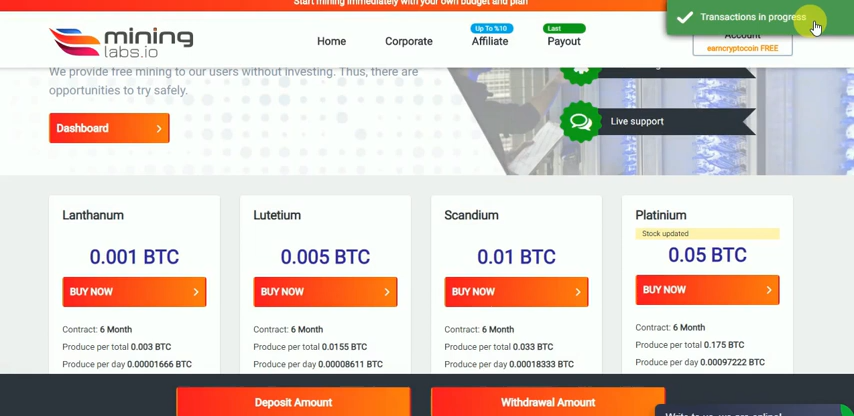 Start mining immediately with your own budget and plan
Transactions in progress
mining
labs.io
Home
Corporate
Up To %10
Affiliate
Last
Payout
Account
earncryptocoin FREE
We provide free mining to our users without investing. Thus, there are
opportunities to try safely.
Dashboard
Live support
Lanthanum
0.001 BTC
BUY NOW
Contract: 6 Month
Produce per total 0.003 BTC
Produce per day 0.00001666 BTC
Lutetium
0.005 BTC
BUY NOW
Contract: 6 Month
Produce per total 0.0155 BTC
Produce per day 0.00008611 BTC
Scandium
0.01 BTC
BUY NOW
Contract: 6 Month
Produce per total 0.033 BTC
Produce per day 0.00018333 BTC
Platinium
Stock updated
0.05 BTC
BUY NOW
Contract: 6 Month
Produce per total 0.175 BTC
Produce per day 0.00097222 BTC
Deposit Amount
Withdrawal Amount
Write to us, we are online!